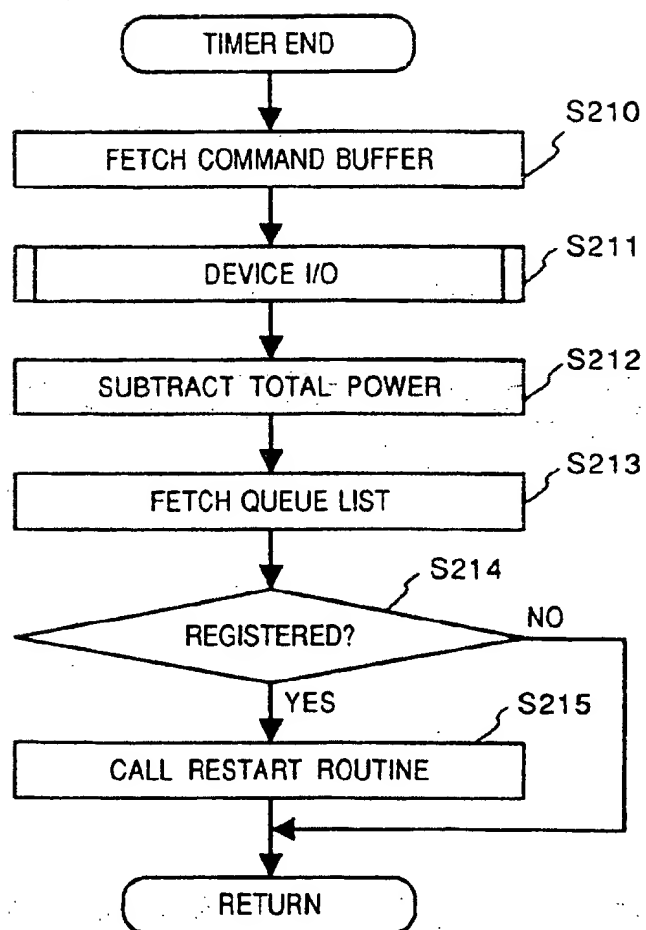 TIMER END
S210
FETCH COMMAND BUFFER
S211
DEVICE I/O
S212
SUBTRACT TOTAL POWER
S213
FETCH QUEUE LIST
S214
REGISTERED?
NO
YES
S215
CALL RESTART ROUTINE
RETURN